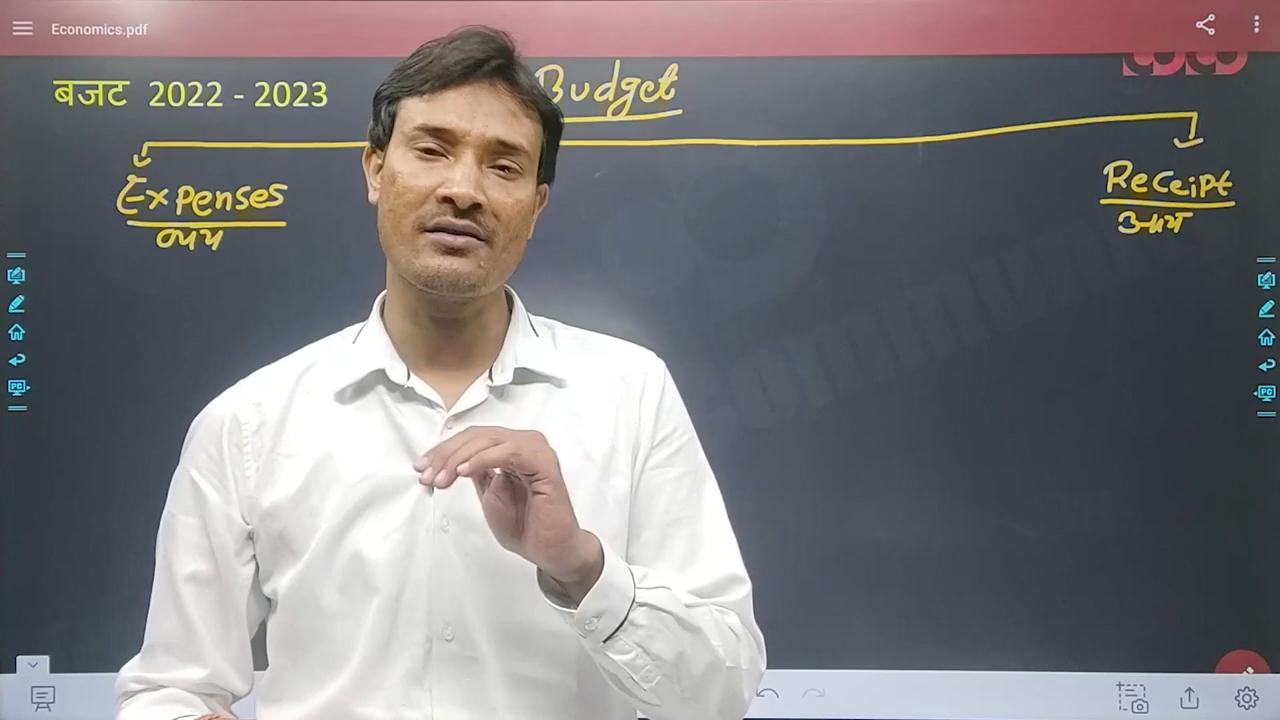 Economics.pdf
बजट 2022 - 2023
Budget
Expenses
व्यय
Receipt
आय